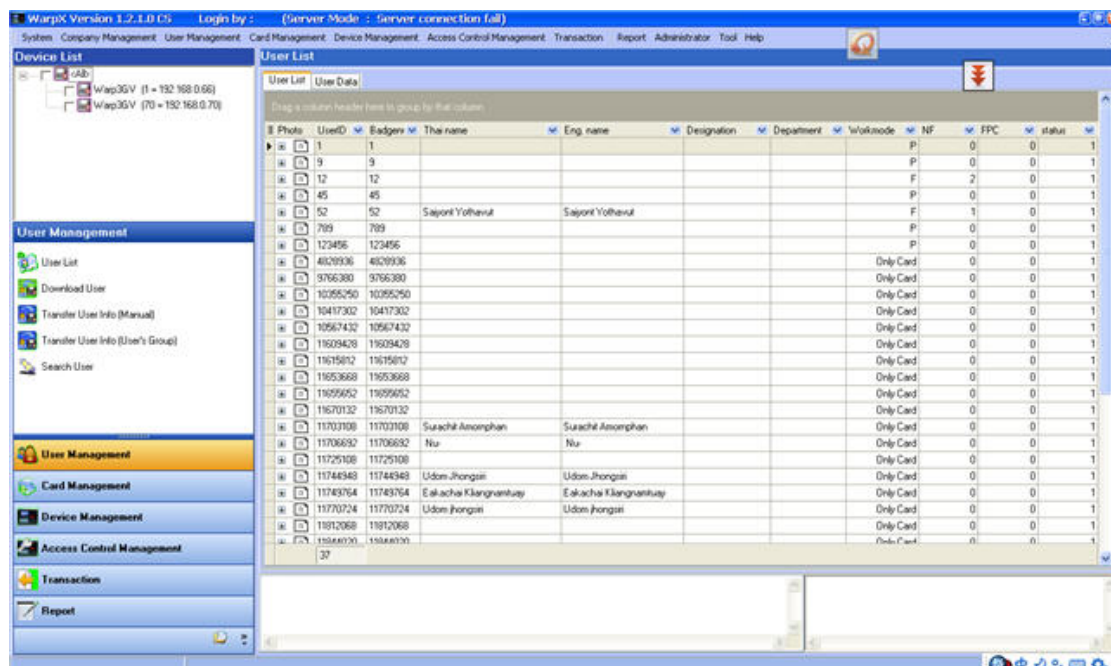 WarpX Version 1.2.1.0 CS Login by : (Server Mode : Server connection fail)
System Company Management User Management Card Management Device Management Access Control Management Transaction Report Administrator Tool Help
Device List
Warp3GV (1 = 192.168.0.66)
Warp3GV (70 = 192.168.0.70)
User Management
User List
Download User
Transfer User Info (Manual)
Transfer User Info (User's Group)
Search User
User Management
Card Management
Device Management
Access Control Management
Transaction
Report
User List
User List User Data
Drag a column header here to group by that column
Photo UserID Thai name Eng. name Designation Department Workmode NF FPC status
1 1 P 0 0 1
9 9 P 0 0 1
12 12 F 2 0 1
45 45 P 0 0 1
52 52 Saiyont Yothavut Saiyont Yothavut F 1 0 1
789 789 P 0 0 1
123456 123456 P 0 0 1
4828936 4828936 Only Card 0 0 1
9766380 9766380 Only Card 0 0 1
10355250 10355250 Only Card 0 0 1
10417302 10417302 Only Card 0 0 1
10567432 10567432 Only Card 0 0 1
11609428 11609428 Only Card 0 0 1
11615812 11615812 Only Card 0 0 1
11653668 11653668 Only Card 0 0 1
11655652 11655652 Only Card 0 0 1
11670132 11670132 Only Card 0 0 1
11703108 11703108 Surachit Amornphan Surachit Amornphan Only Card 0 0 1
11706692 11706692 Nu- Nu- Only Card 0 0 1
11725108 11725108 Only Card 0 0 1
11744948 11744948 Udom Jhongsiri Udom Jhongsiri Only Card 0 0 1
11749764 11749764 Eakachai Eakachai Only Card 0 0 1
11770724 11770724 Udom jhongsiri Udom jhongsiri Only Card 0 0 1
11812068 11812068 Only Card 0 0 1
37